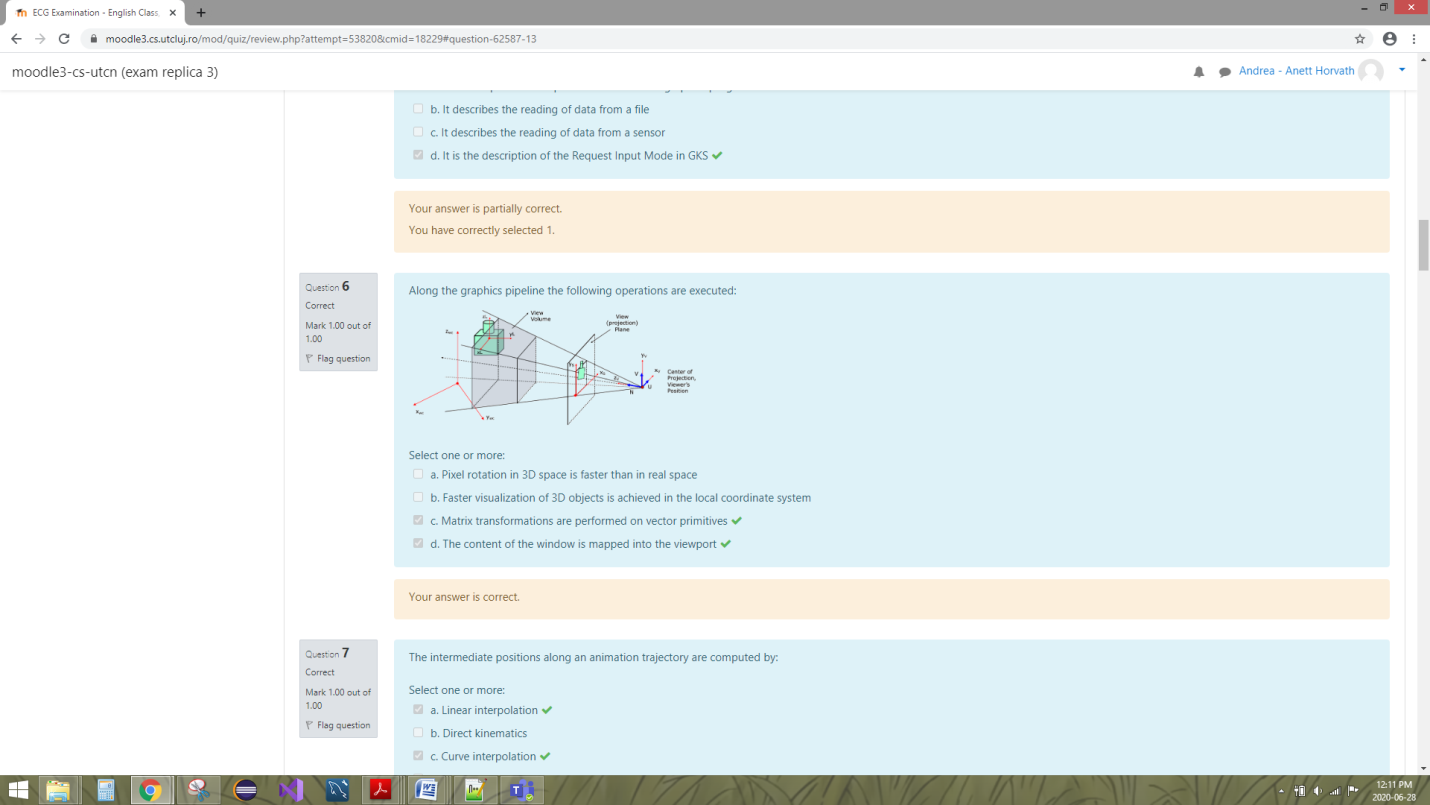 ECG Examination - English Class
moodle3.cs.utcluj.ro/mod/quiz/review.php?attempt=53820&cmid=18229#question-62587-13
moodle3-cs-utcn (exam replica 3)
Andrea - Anett Horvath
b. It describes the reading of data from a file
c. It describes the reading of data from a sensor
d. It is the description of the Request Input Mode in GKS
Your answer is partially correct.
You have correctly selected 1.
Question 6
Correct
Mark 1.00 out of
1.00
Flag question
Along the graphics pipeline the following operations are executed:
View
Volume
View
(projection)
Plane
Center of
Projection,
Viewer's
Position
V
U
N
Select one or more:
a. Pixel rotation in 3D space is faster than in real space
b. Faster visualization of 3D objects is achieved in the local coordinate system
c. Matrix transformations are performed on vector primitives
d. The content of the window is mapped into the viewport
Your answer is correct.
Question 7
Correct
Mark 1.00 out of
1.00
Flag question
The intermediate positions along an animation trajectory are computed by:
Select one or more:
a. Linear interpolation
b. Direct kinematics
c. Curve interpolation
12:11 PM
2020-06-28